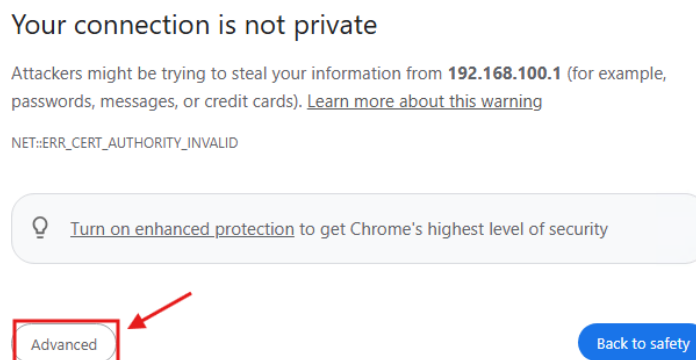 Your connection is not private
Attackers might be trying to steal your information from 192.168.100.1 (for example,
passwords, messages, or credit cards). Learn more about this warning
NET::ERR_CERT_AUTHORITY_INVALID
Turn on enhanced protection to get Chrome's highest level of security
Advanced
Back to safety